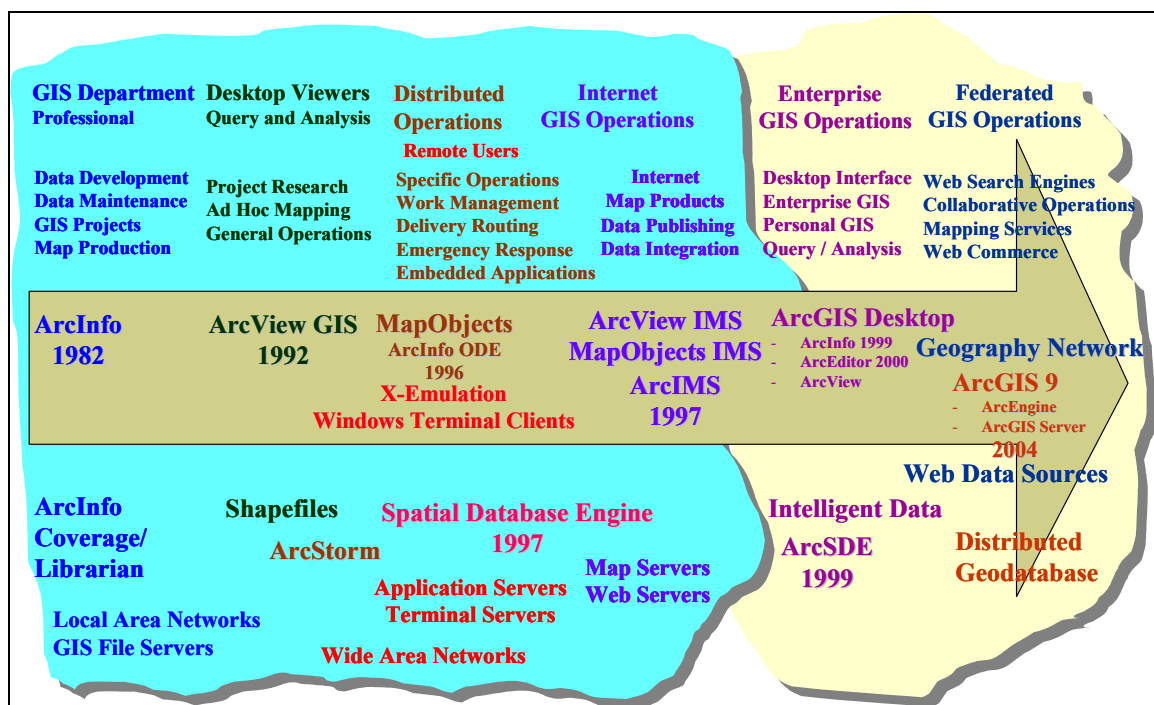 GIS Department
Professional
Desktop Viewers
Query and Analysis
Distributed
Operations
Remote Users
Internet
GIS Operations
Enterprise
GIS Operations
Federated
GIS Operations
Data Development
Data Maintenance
GIS Projects
Map Production
Project Research
Ad Hoc Mapping
General Operations
Specific Operations
Work Management
Delivery Routing
Emergency Response
Embedded Applications
Internet
Map Products
Data Publishing
Data Integration
Desktop Interface
Enterprise GIS
Personal GIS
Query / Analysis
Web Search Engines
Collaborative Operations
Mapping Services
Web Commerce
ArcInfo
1982
ArcView GIS
1992
MapObjects
ArcInfo ODE
1996
X-Emulation
Windows Terminal Clients
ArcView IMS
MapObjects IMS
ArcIMS
1997
ArcGIS Desktop
- ArcInfo 1999
- ArcEditor 2000
- ArcView
Geography Network
ArcGIS 9
- ArcEngine
- ArcGIS Server
2004
Web Data Sources
ArcInfo
Coverage/
Librarian
Local Area Networks
GIS File Servers
Shapefiles
ArcStorm
Spatial Database Engine
1997
Application Servers
Terminal Servers
Wide Area Networks
Map Servers
Web Servers
Intelligent Data
ArcSDE
1999
Distributed
Geodatabase